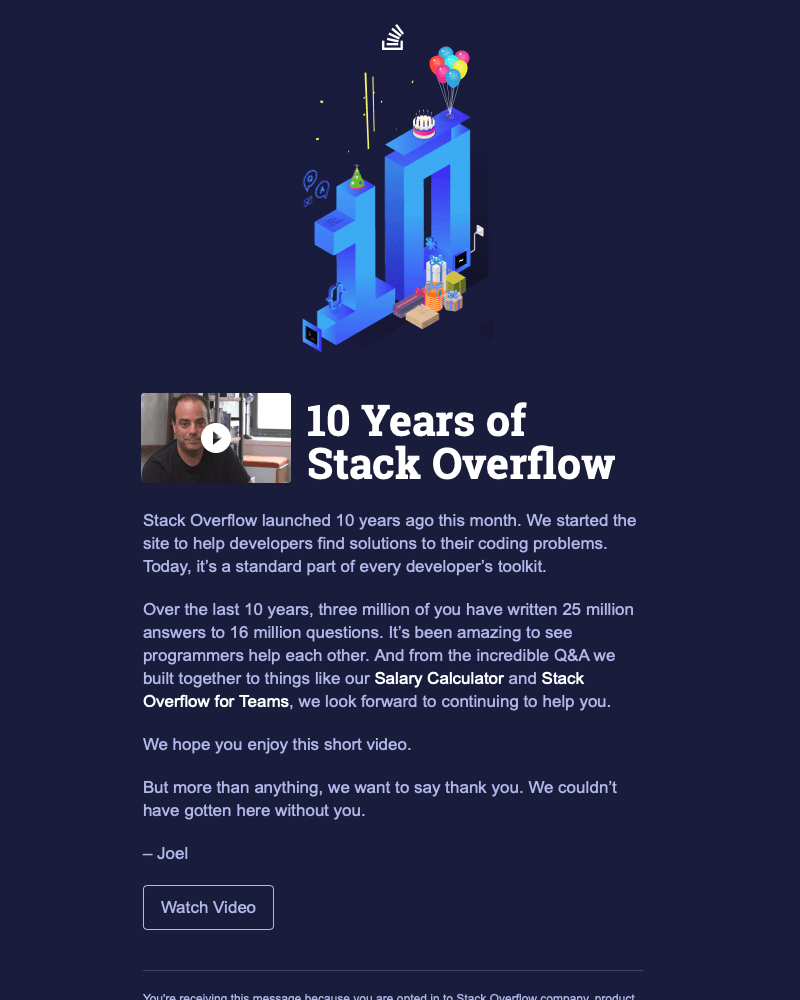 10
10 Years of
Stack Overflow
Stack Overflow launched 10 years ago this month. We started the
site to help developers find solutions to their coding problems.
Today, it’s a standard part of every developer’s toolkit.
Over the last 10 years, three million of you have written 25 million
answers to 16 million questions. It’s been amazing to see
programmers help each other. And from the incredible Q&A we
built together to things like our Salary Calculator and Stack
Overflow for Teams, we look forward to continuing to help you.
We hope you enjoy this short video.
But more than anything, we want to say thank you. We couldn’t
have gotten here without you.
– Joel
Watch Video
You're receiving this message because you are opted in to Stack Overflow company, product